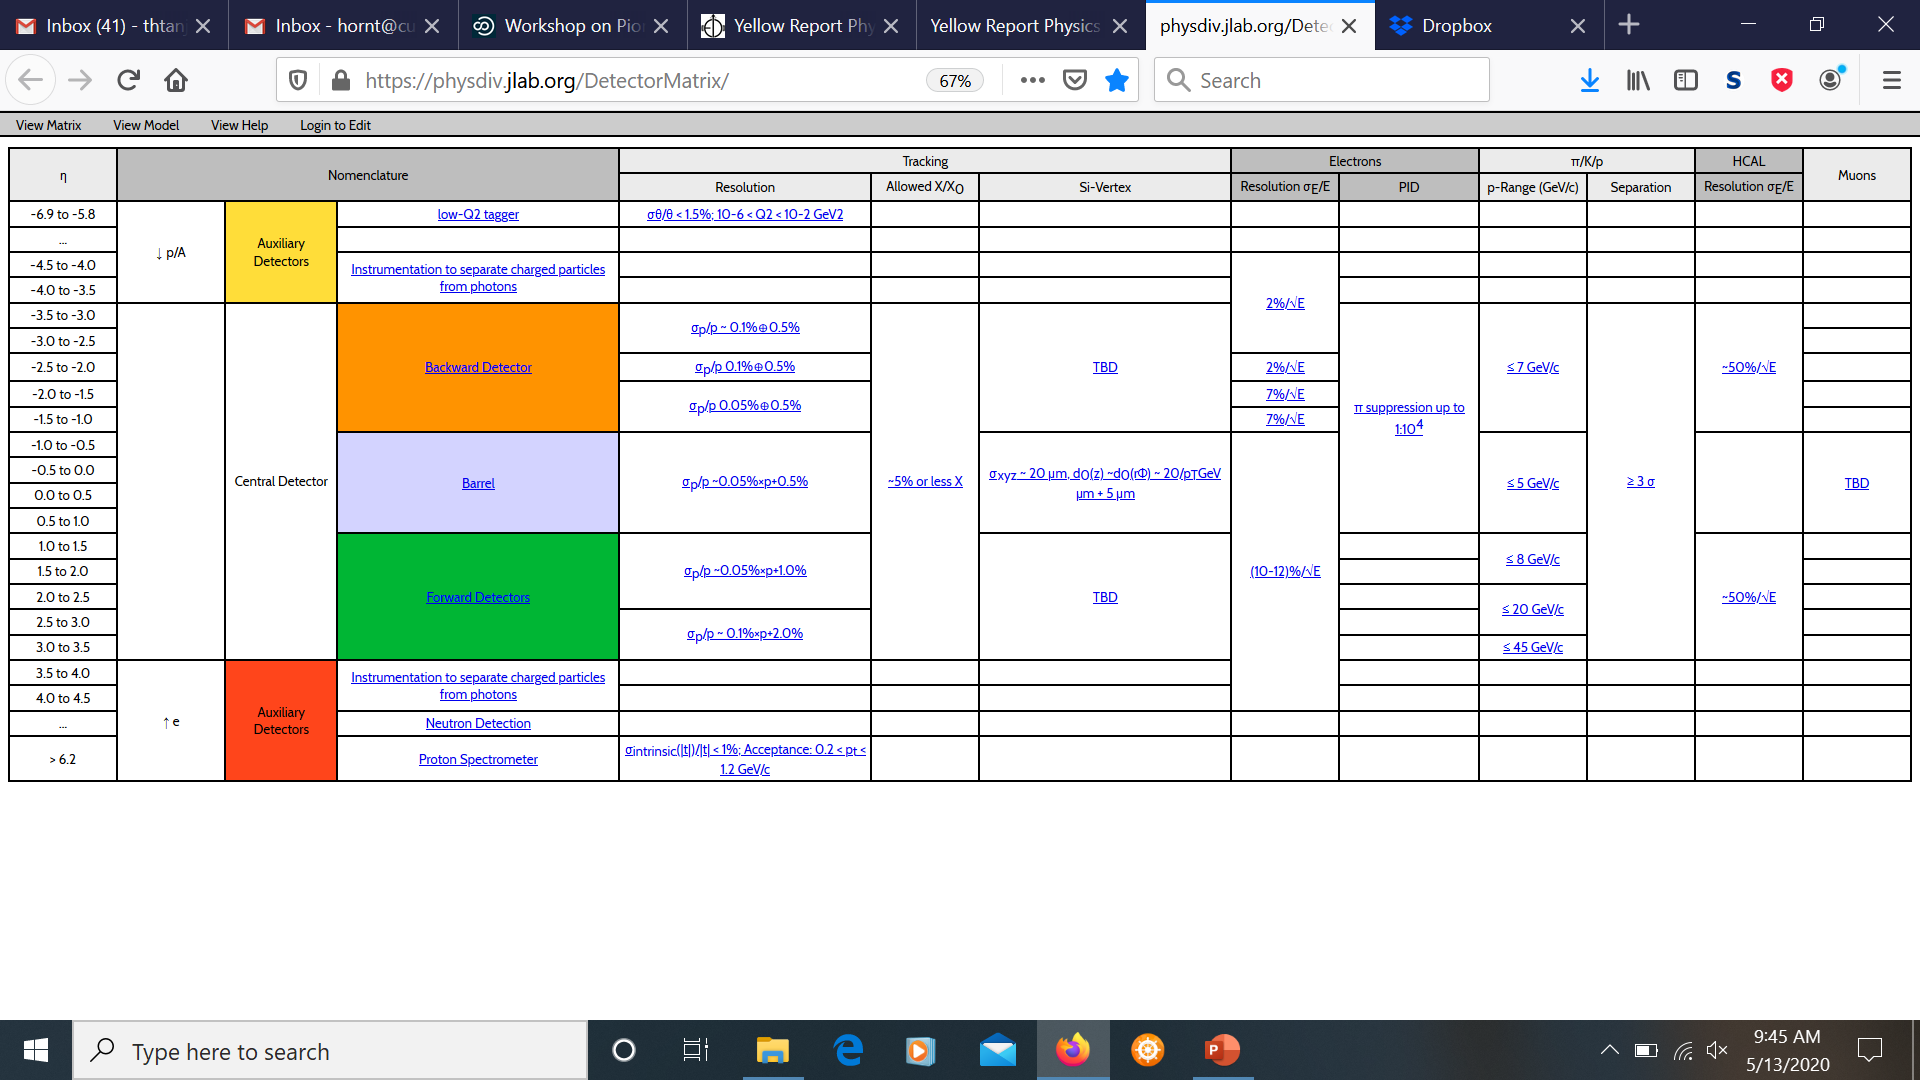 Inbox (41) - thtan
Inbox - hornt@cu
Workshop on Pio
Yellow Report Phy
Yellow Report Physics
physdiv.jlab.org/Dete
Dropbox
https://physdiv.jlab.org/DetectorMatrix/
67%
Search
S
View Matrix View Model View Help Login to Edit
η Nomenclature Tracking Electrons π/K/p HCAL Muons
Resolution Allowed X/X0 Si-Vertex Resolution σE/E PID p-Range (GeV/c) Separation Resolution σE/E
-6.9 to -5.8 ↓ p/A Auxiliary Detectors low-Q2 tagger σθ/θ < 1.5%; 10-6 < Q2 < 10-2 GeV2
...
-4.5 to -4.0 Instrumentation to separate charged particles from photons 2%/√E
-4.0 to -3.5
-3.5 to -3.0 Central Detector Backward Detector σp/p ~ 0.1%⊕0.5% ~5% or less X TBD π suppression up to 1:10⁴ ≤ 7 GeV/c ≥ 3 σ ~50%/√E
-3.0 to -2.5
-2.5 to -2.0 σp/p 0.1%⊕0.5% 2%/√E
-2.0 to -1.5 σp/p 0.05%⊕0.5% 7%/√E
-1.5 to -1.0 7%/√E
-1.0 to -0.5 Barrel σp/p ~0.05%×p+0.5% σxyz ~ 20 μm, d0(z) ~d0(rΦ) ~ 20/pTGeV μm + 5 μm (10-12)%/√E ≤ 5 GeV/c TBD
-0.5 to 0.0
0.0 to 0.5
0.5 to 1.0
1.0 to 1.5 Forward Detectors σp/p ~0.05%×p+1.0% TBD ≤ 8 GeV/c ~50%/√E
1.5 to 2.0
2.0 to 2.5 ≤ 20 GeV/c
2.5 to 3.0 σp/p ~ 0.1%×p+2.0%
3.0 to 3.5 ≤ 45 GeV/c
3.5 to 4.0 ↑ e Auxiliary Detectors Instrumentation to separate charged particles from photons
4.0 to 4.5
... Neutron Detection
> 6.2 Proton Spectrometer σintrinsic(|t|)/|t| < 1%; Acceptance: 0.2 < pt < 1.2 GeV/c
Type here to search
P
9:45 AM
5/13/2020